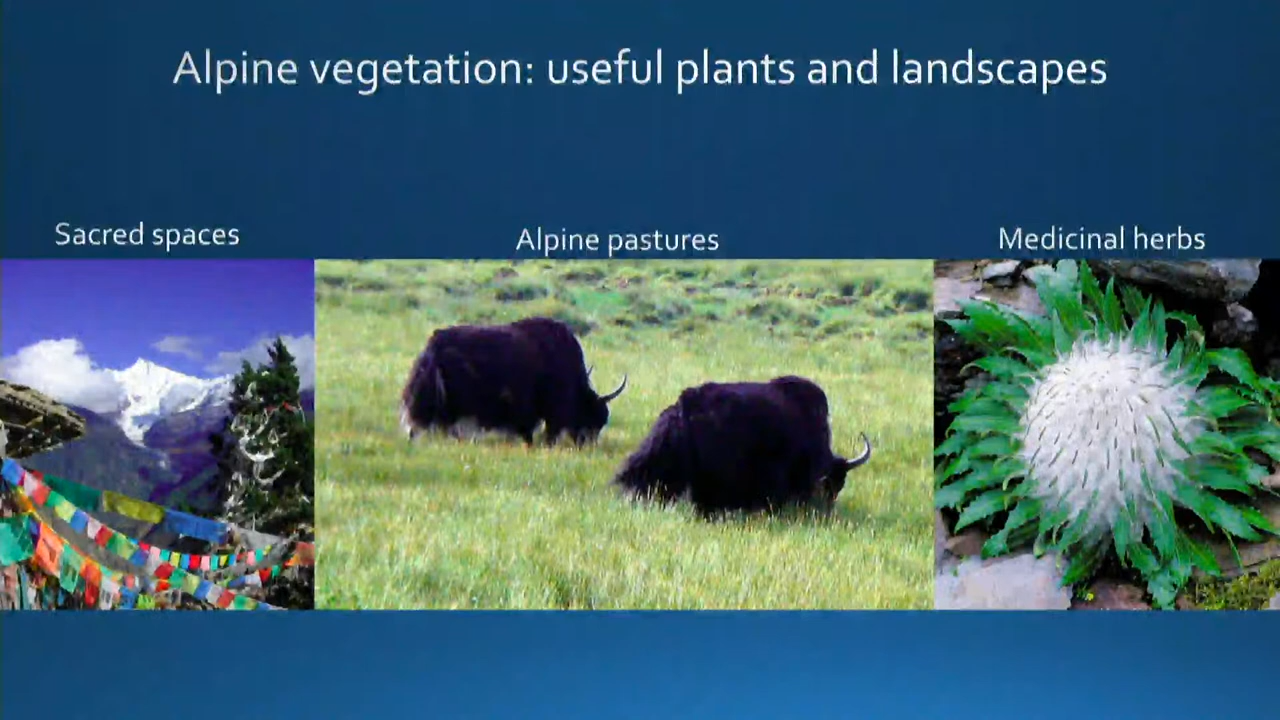 Alpine vegetation: useful plants and landscapes
Sacred spaces
Alpine pastures
Medicinal herbs